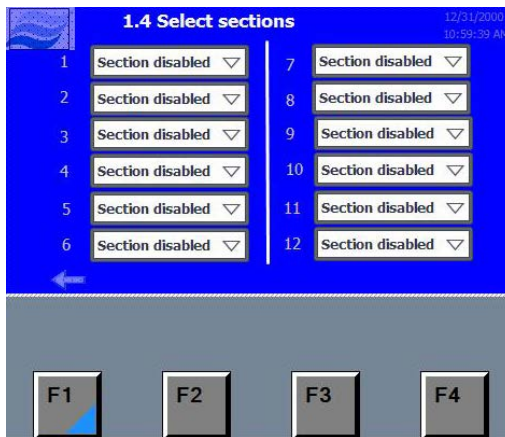 1.4 Select sections
12/31/2000
10:59:39 AM
1 Section disabled
2 Section disabled
3 Section disabled
4 Section disabled
5 Section disabled
6 Section disabled
7 Section disabled
8 Section disabled
9 Section disabled
10 Section disabled
11 Section disabled
12 Section disabled
F1 F2 F3 F4